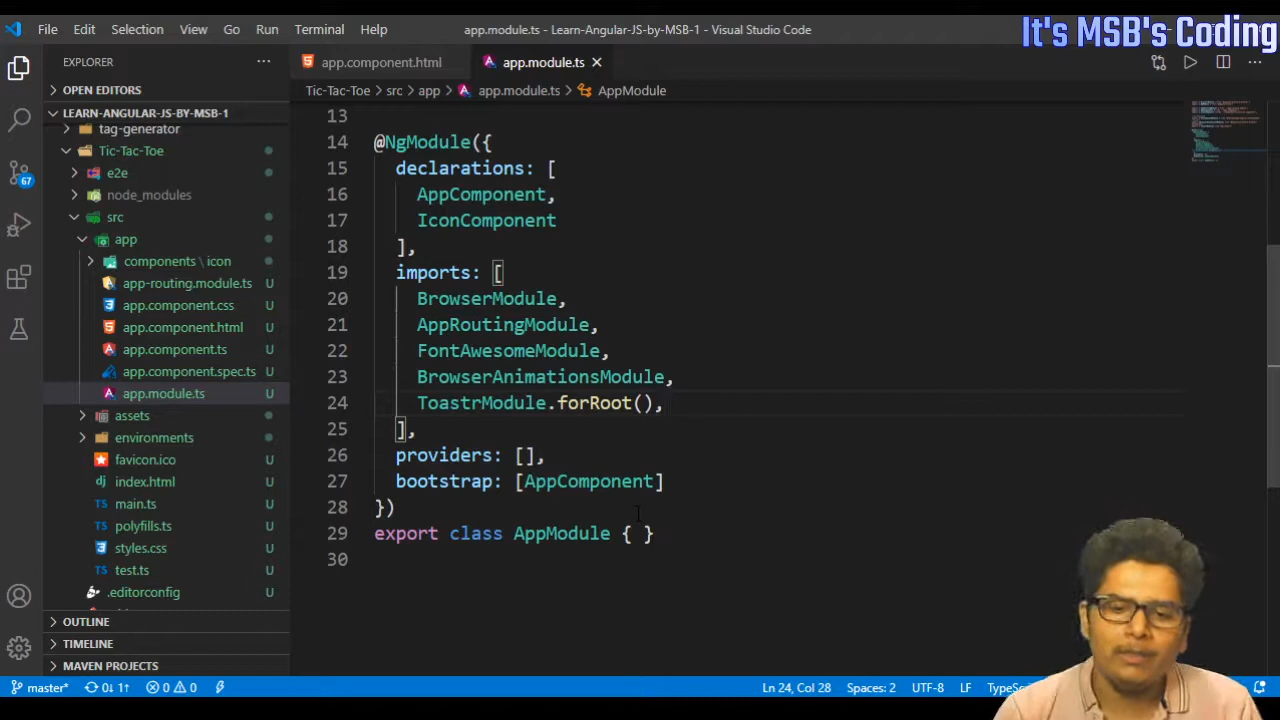 File Edit Selection View Go Run Terminal Help
app.module.ts - Learn-Angular-JS-by-MSB-1 - Visual Studio Code
It's MSB's Coding
EXPLORER
app.component.html
app.module.ts
OPEN EDITORS
Tic-Tac-Toe > src > app > app.module.ts > AppModule
LEARN-ANGULAR-JS-BY-MSB-1
tag-generator
Tic-Tac-Toe
e2e
node_modules
src
app
components \ icon
app-routing.module.ts U
app.component.css U
app.component.html U
app.component.ts U
app.component.spec.ts U
app.module.ts U
assets
environments
favicon.ico U
index.html U
main.ts U
polyfills.ts U
styles.css U
test.ts U
.editorconfig U
OUTLINE
TIMELINE
MAVEN PROJECTS
67
13
14 @NgModule({
15 declarations: [
16 AppComponent,
17 IconComponent
18 ],
19 imports: [
20 BrowserModule,
21 AppRoutingModule,
22 FontAwesomeModule,
23 BrowserAnimationsModule,
24 ToastrModule.forRoot(),
25 ],
26 providers: [],
27 bootstrap: [AppComponent]
28 })
29 export class AppModule { }
30
master* 0↓ 1↑ 0 0 Ln 24, Col 28 Spaces: 2 UTF-8 LF